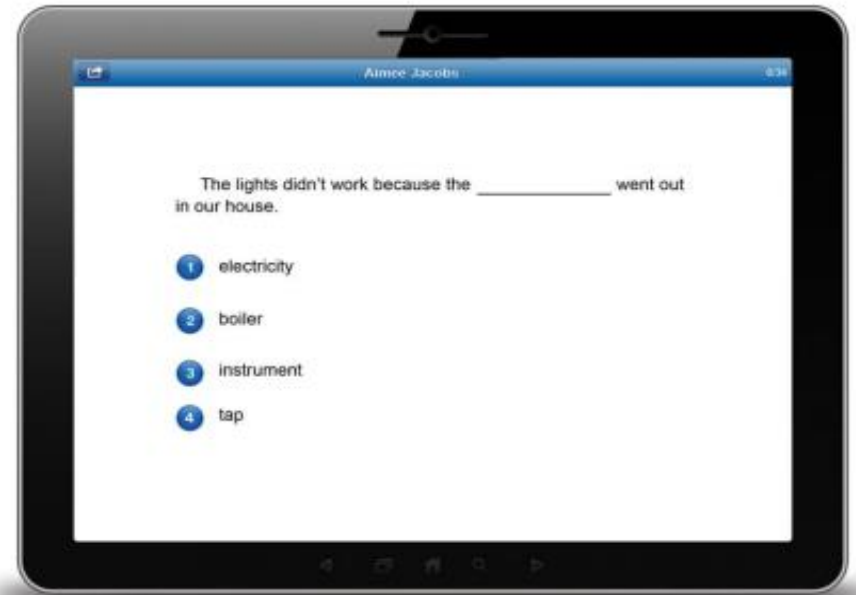 Aimee Jacobs
The lights didn't work because the ______________ went out
in our house.
1 electricity
2 boiler
3 instrument
4 tap